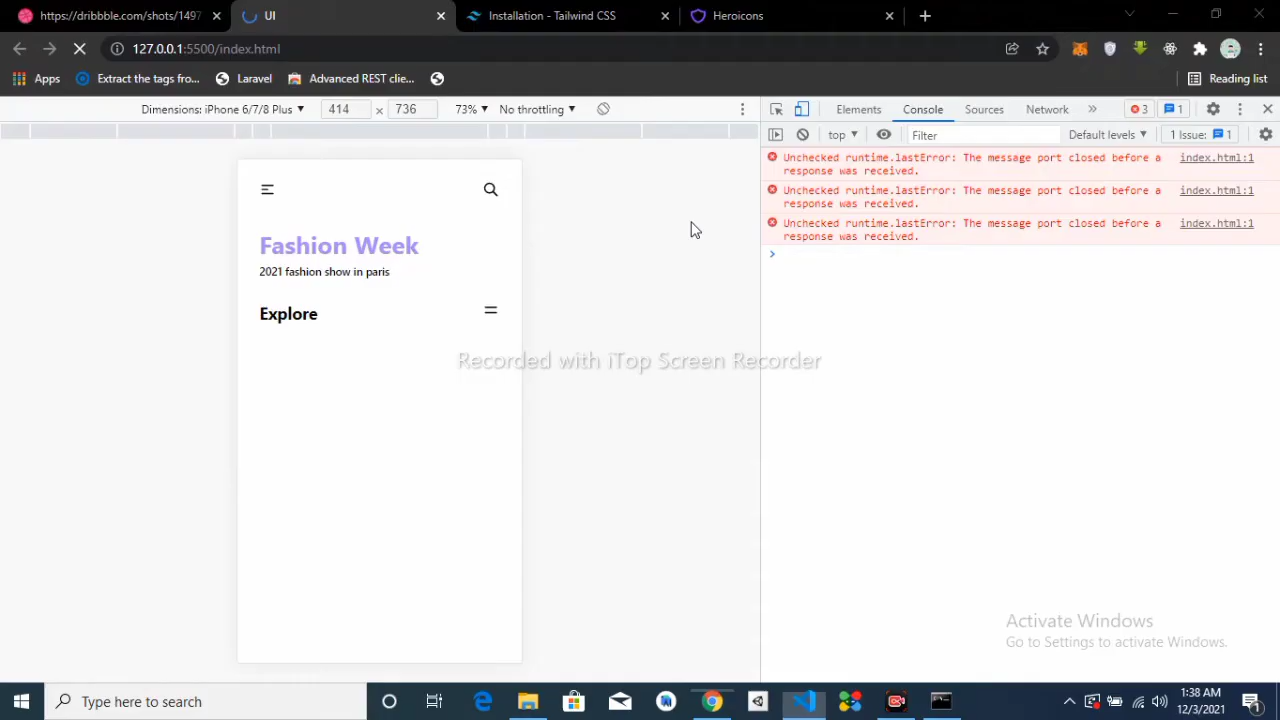 https://dribbble.com/shots/1497
UI
Installation - Tailwind CSS
Heroicons
127.0.0.1:5500/index.html
Apps
Extract the tags fro...
Laravel
Advanced REST clie...
Reading list
Dimensions: iPhone 6/7/8 Plus
414
×
736
73%
No throttling
Elements
Console
Sources
Network
»
3
1
top
Filter
Default levels
1 Issue:
1
Unchecked runtime.lastError: The message port closed before a
response was received.
index.html:1
Unchecked runtime.lastError: The message port closed before a
response was received.
index.html:1
Unchecked runtime.lastError: The message port closed before a
response was received.
index.html:1
Fashion Week
2021 fashion show in paris
Explore
Recorded with iTop Screen Recorder
Activate Windows
Go to Settings to activate Windows.
Type here to search
1:38 AM
12/3/2021
1